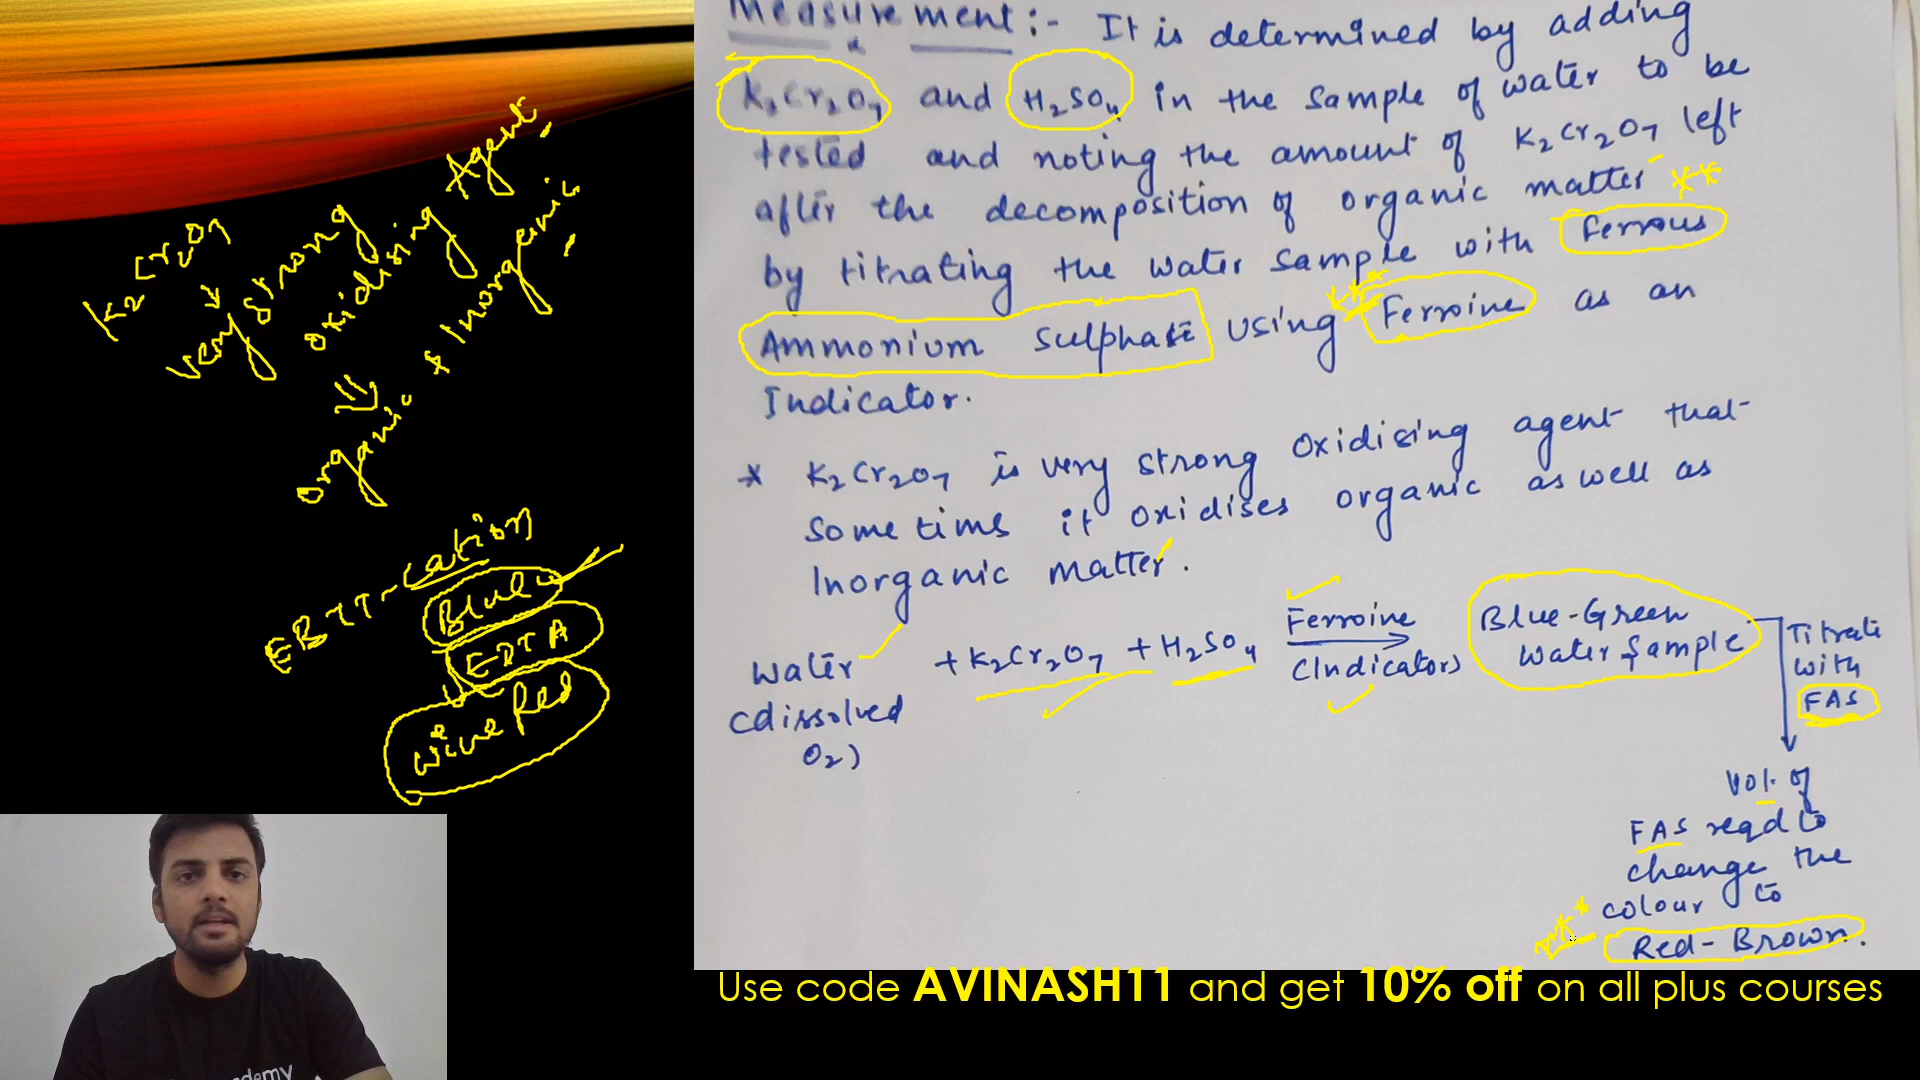 Measurement :- It is determined by adding
K2Cr2O7 and H2SO4 in the sample of water to be
tested and noting the amount of K2Cr2O7 left
after the decomposition of organic matter
by titrating the water sample with Ferrous
Ammonium Sulphate using Ferroine as an
Indicator.
* K2Cr2O7 is very strong oxidising agent that
sometims it oxidises organic as well as
Inorganic matter.
Water + K2Cr2O7 + H2SO4
(dissolved
O2)
Ferroine
(Indicators)
Blue-Green
Water Sample
Titrate
with
FAS
Vol. of
FAS reqd to
change the
colour to
Red-Brown.
K2Cr2O7
Very Strong
Oxidising Agent
Organic & Inorganic
EBTT-Cation
Blue
EDTA
Wine Red
Use code AVINASH11 and get 10% off on all plus courses